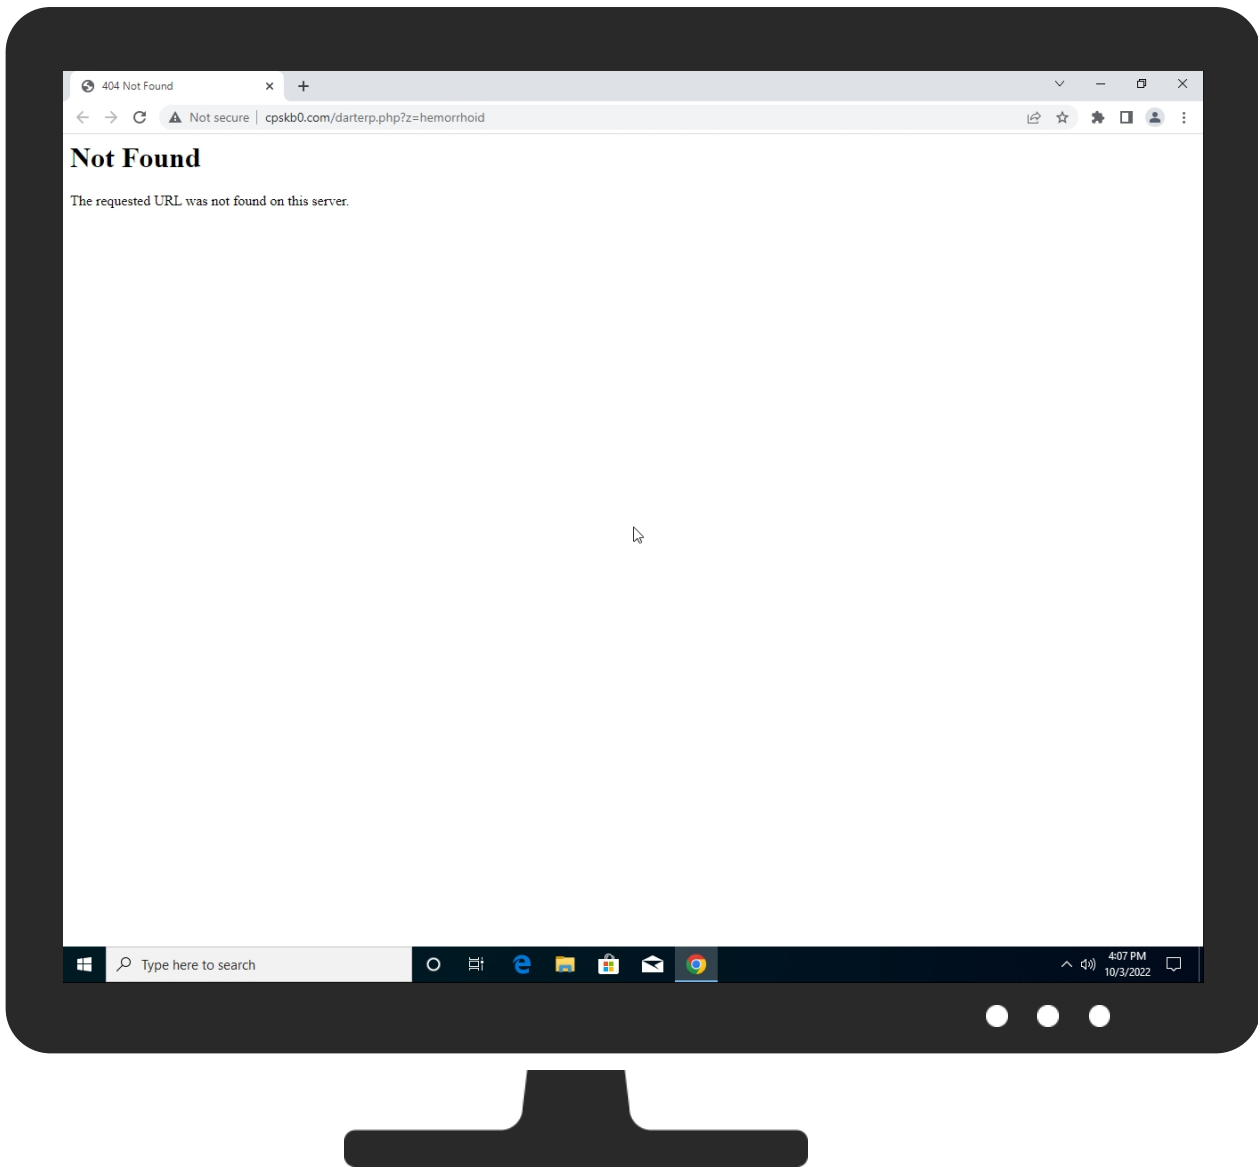 404 Not Found
Not secure | cpskb0.com/darterp.php?z=hemorrhoid
Not Found
The requested URL was not found on this server.
Type here to search
4:07 PM
10/3/2022